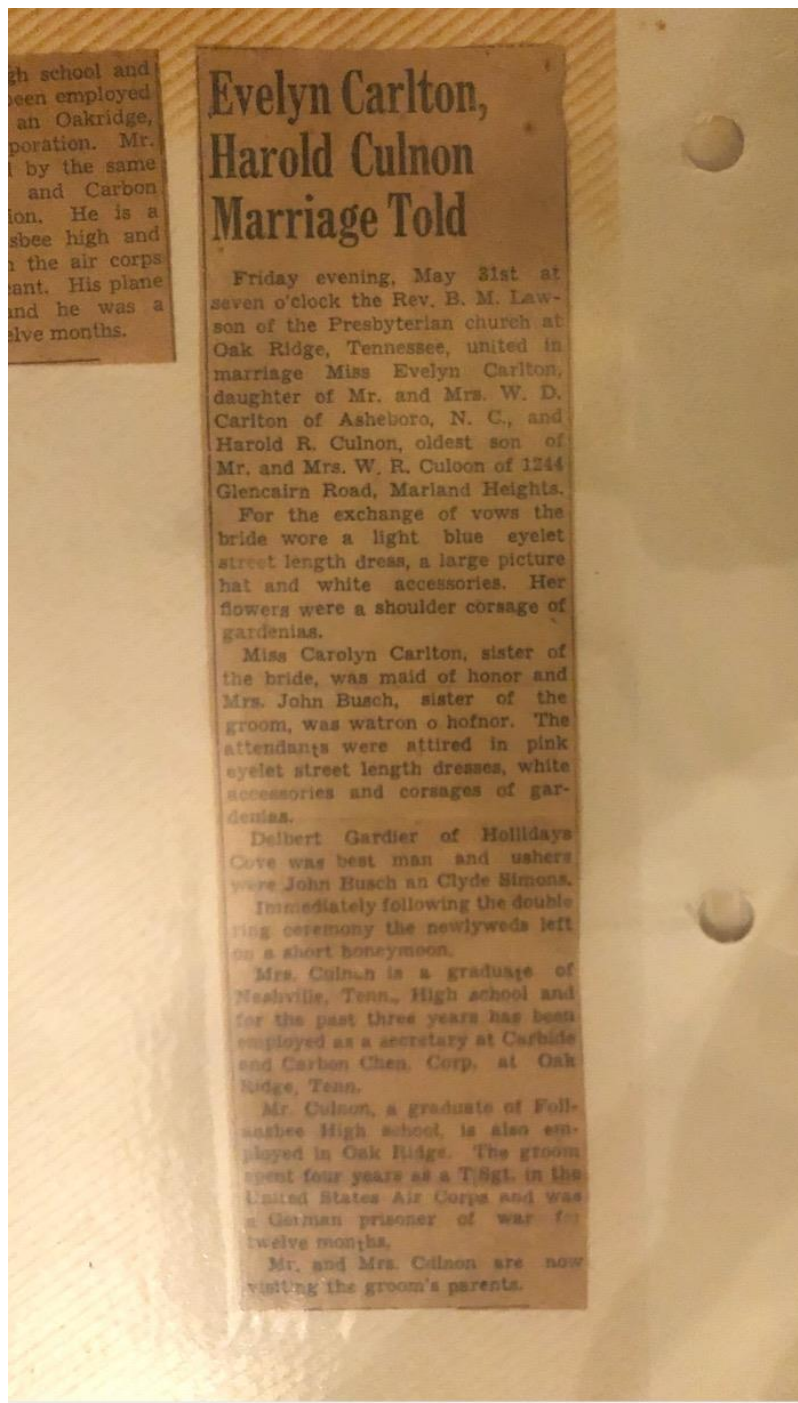 gh school and
been employed
an Oakridge,
poration. Mr.
by the same
and Carbon
ion. He is a
sbee high and
the air corps
ant. His plane
and he was a
elve months.
Evelyn Carlton,
Harold Culnon
Marriage Told
Friday evening, May 31st at
seven o'clock the Rev. B. M. Law-
son of the Presbyterian church at
Oak Ridge, Tennessee, united in
marriage Miss Evelyn Carlton,
daughter of Mr. and Mrs. W. D.
Carlton of Asheboro, N. C., and
Harold R. Culnon, oldest son of
Mr. and Mrs. W. R. Culoon of 1244
Glencairn Road, Marland Heights.
For the exchange of vows the
bride wore a light blue eyelet
street length dress, a large picture
hat and white accessories. Her
flowers were a shoulder corsage of
gardenias.
Miss Carolyn Carlton, sister of
the bride, was maid of honor and
Mrs. John Busch, sister of the
groom, was watron o hofnor. The
attendants were attired in pink
eyelet street length dresses, white
accessories and corsages of gar-
denias.
Delbert Gardier of Hollidays
Cove was best man and ushers
were John Busch an Clyde Simons.
Immediately following the double
ring ceremony the newlyweds left
on a short honeymoon.
Mrs. Culnan is a graduate of
Nashville, Tenn., High school and
for the past three years has been
employed as a secretary at Carbide
and Carbon Chen. Corp. at Oak
Ridge, Tenn.
Mr. Culnon, a graduate of Foll-
ansbee High school, is also em-
ployed in Oak Ridge. The groom
spent four years as a T|Sgt. in the
United States Air Corps and was
a German prisoner of war for
twelve months.
Mr. and Mrs. Culnon are now
visiting the groom's parents.